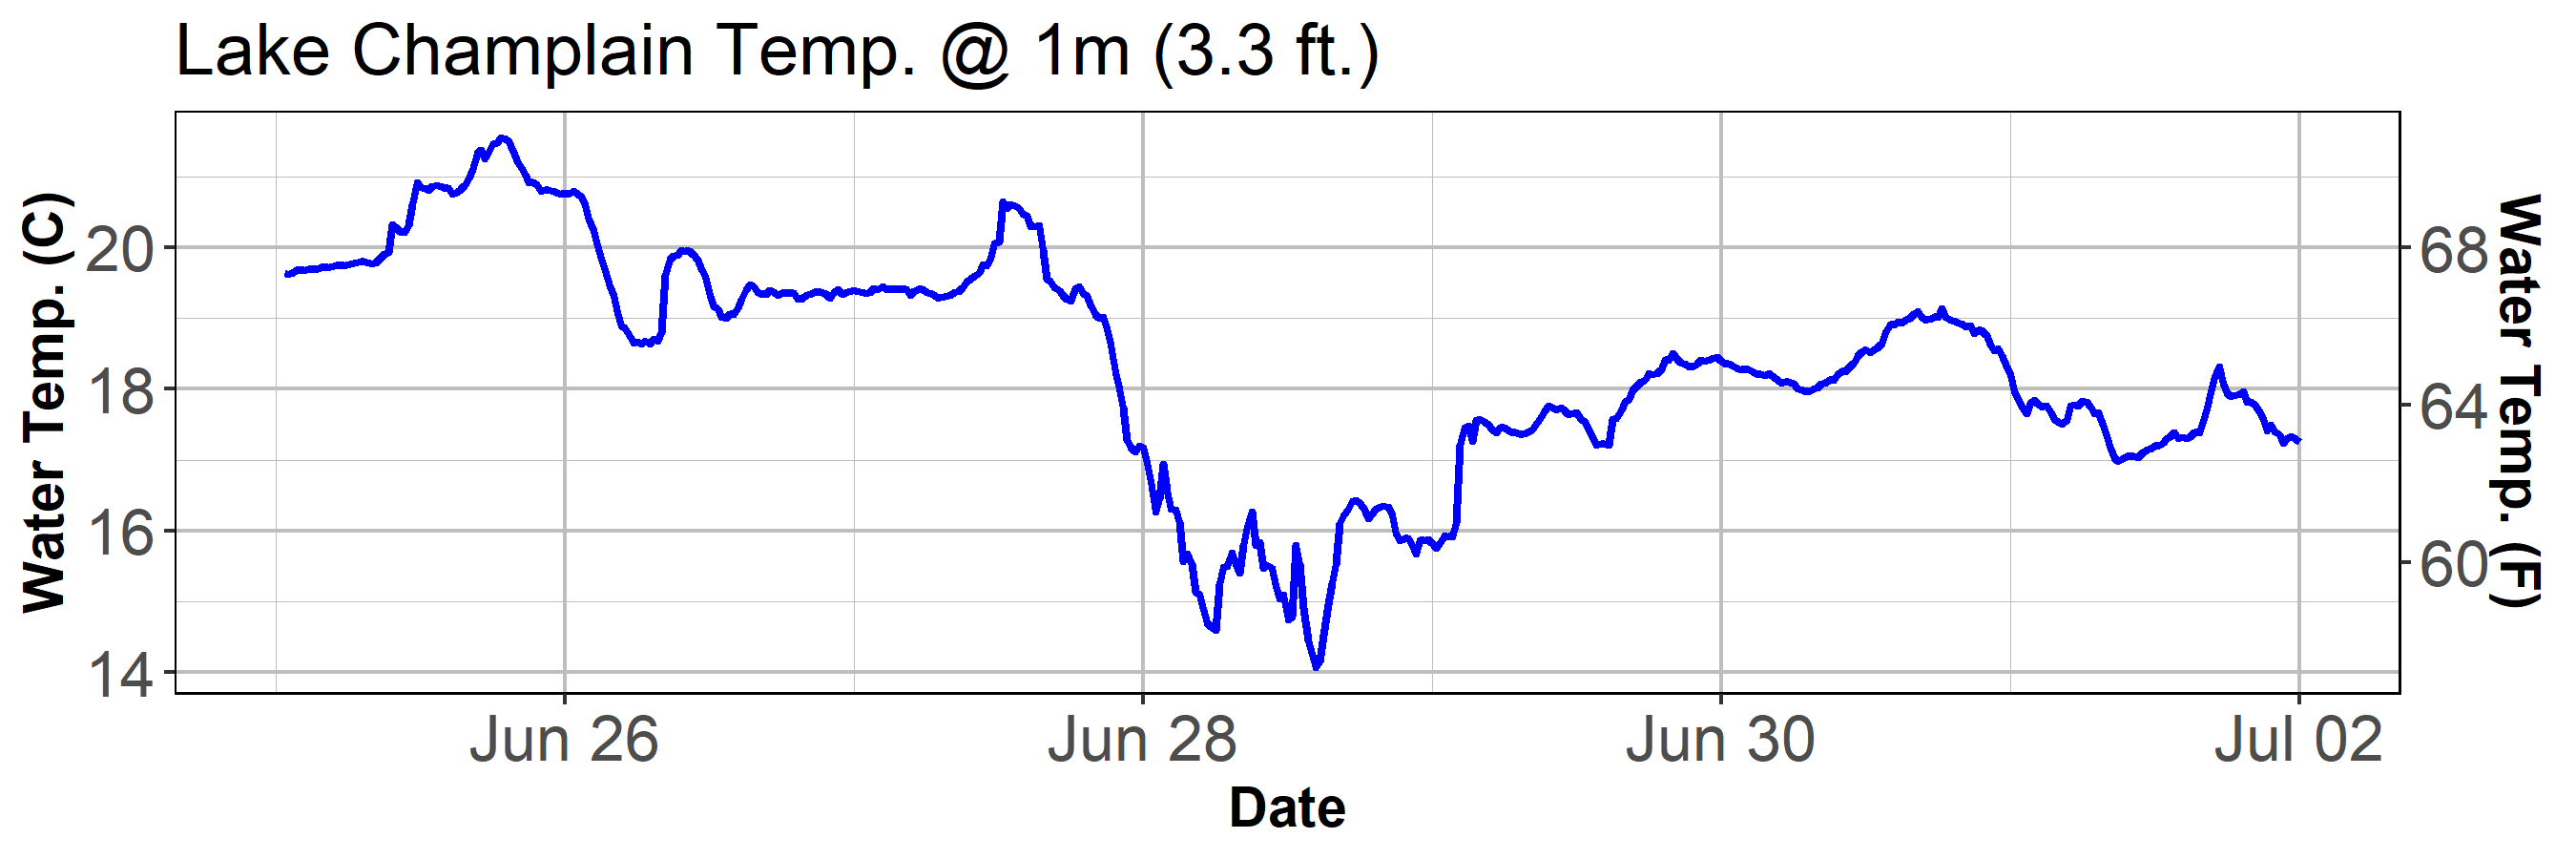 Lake Champlain Temp. @ 1m (3.3 ft.)
Water Temp. (C)
20
18
16
14
68
64
60
Water Temp. (F)
Jun 26
Jun 28
Jun 30
Jul 02
Date